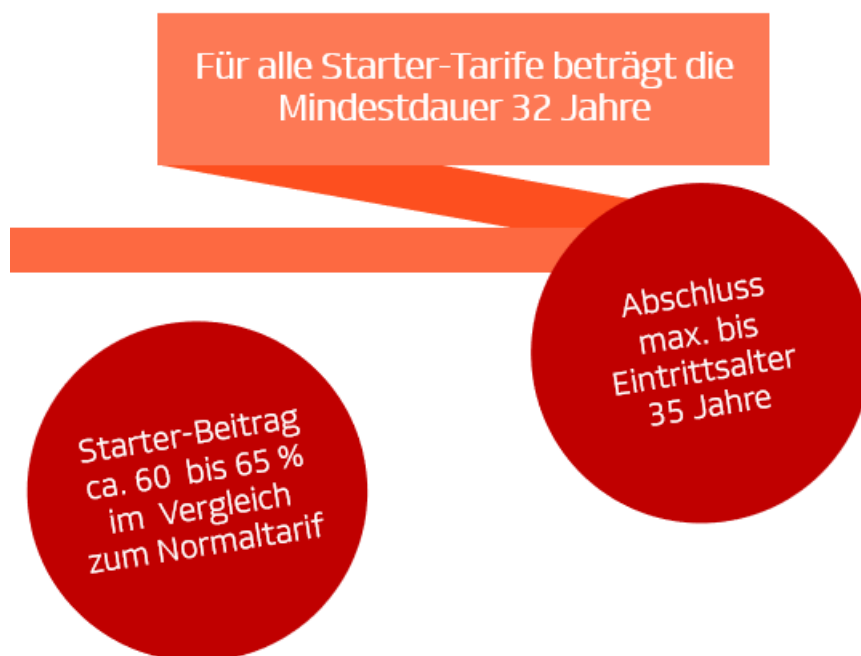 Für alle Starter-Tarife beträgt die
Mindestdauer 32 Jahre
Abschluss
max. bis
Eintrittsalter
35 Jahre
Starter-Beitrag
ca. 60 bis 65 %
im Vergleich
zum Normaltarif